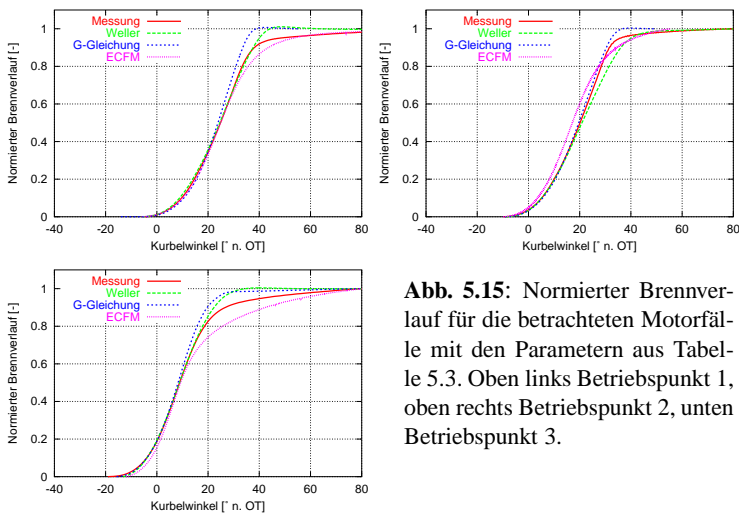 Normierter Brennverlauf [-]
1
0.8
0.6
0.4
0.2
0
Messung
Weller
G-Gleichung
ECFM
-40 -20 0 20 40 60 80
Kurbelwinkel [˚ n. OT]
Normierter Brennverlauf [-]
1
0.8
0.6
0.4
0.2
0
Messung
Weller
G-Gleichung
ECFM
-40 -20 0 20 40 60 80
Kurbelwinkel [˚ n. OT]
Normierter Brennverlauf [-]
1
0.8
0.6
0.4
0.2
0
Messung
Weller
G-Gleichung
ECFM
-40 -20 0 20 40 60 80
Kurbelwinkel [˚ n. OT]
Abb. 5.15: Normierter Brennver-
lauf für die betrachteten Motorfäl-
le mit den Parametern aus Tabel-
le 5.3. Oben links Betriebspunkt 1,
oben rechts Betriebspunkt 2, unten
Betriebspunkt 3.